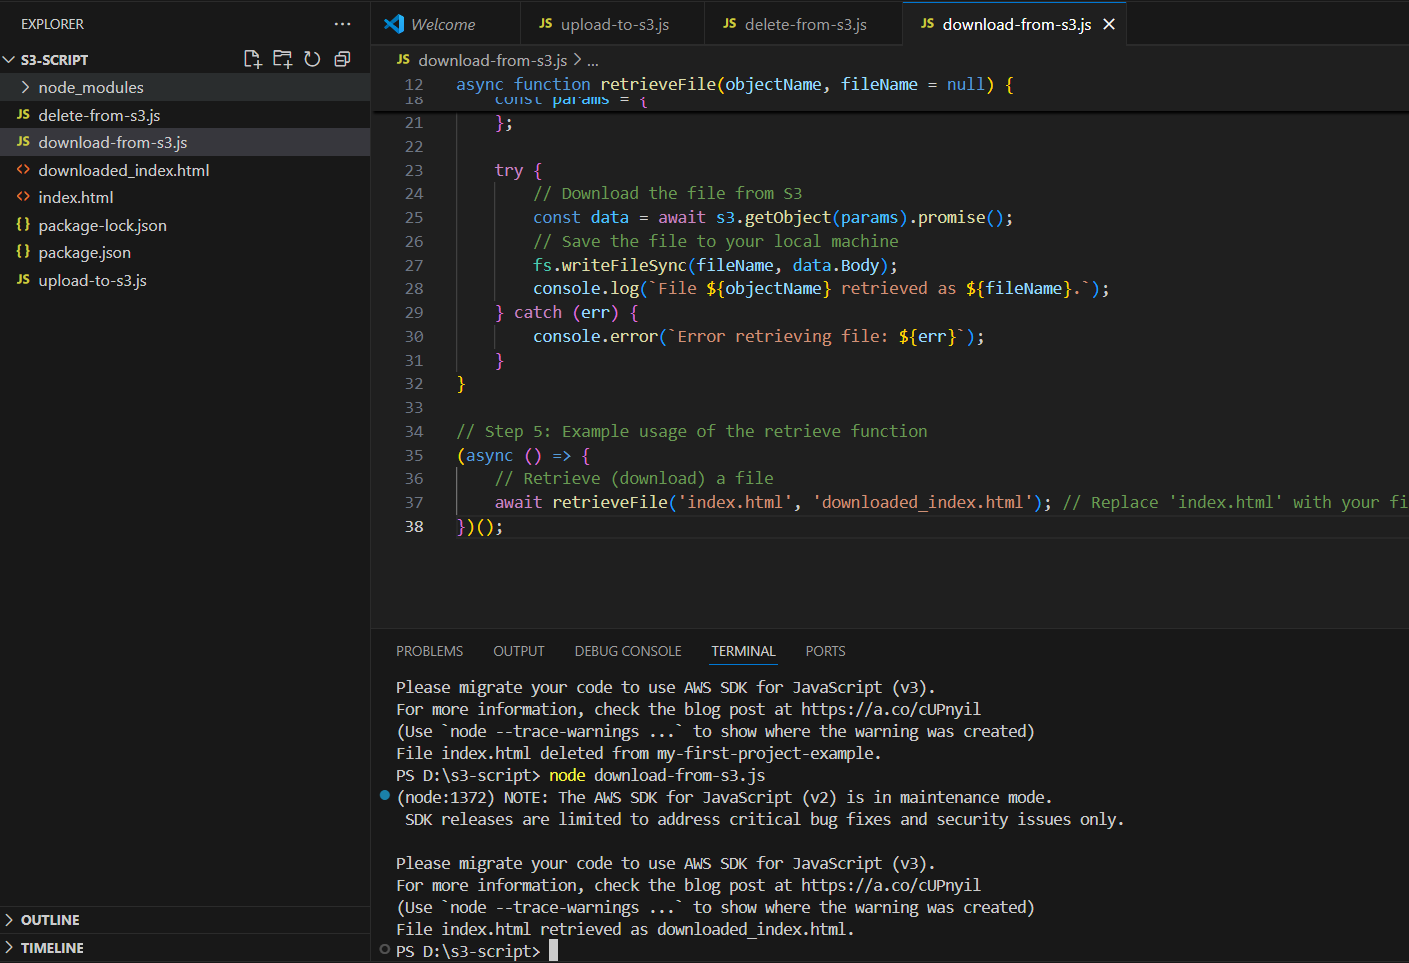 EXPLORER
S3-SCRIPT
node_modules
JS delete-from-s3.js
JS download-from-s3.js
<> downloaded_index.html
<> index.html
{} package-lock.json
{} package.json
JS upload-to-s3.js
OUTLINE
TIMELINE
Welcome
JS upload-to-s3.js
JS delete-from-s3.js
JS download-from-s3.js
JS download-from-s3.js > ...
12 async function retrieveFile(objectName, fileName = null) {
18 const params = {
21 };
22
23 try {
24 // Download the file from S3
25 const data = await s3.getObject(params).promise();
26 // Save the file to your local machine
27 fs.writeFileSync(fileName, data.Body);
28 console.log(`File ${objectName} retrieved as ${fileName}.`);
29 } catch (err) {
30 console.error(`Error retrieving file: ${err}`);
31 }
32 }
33
34 // Step 5: Example usage of the retrieve function
35 (async () => {
36 // Retrieve (download) a file
37 await retrieveFile('index.html', 'downloaded_index.html'); // Replace 'index.html' with your fi
38 })();
PROBLEMS OUTPUT DEBUG CONSOLE TERMINAL PORTS
Please migrate your code to use AWS SDK for JavaScript (v3).
For more information, check the blog post at https://a.co/cUPnyil
(Use `node --trace-warnings ...` to show where the warning was created)
File index.html deleted from my-first-project-example.
PS D:\s3-script> node download-from-s3.js
(node:1372) NOTE: The AWS SDK for JavaScript (v2) is in maintenance mode.
SDK releases are limited to address critical bug fixes and security issues only.
Please migrate your code to use AWS SDK for JavaScript (v3).
For more information, check the blog post at https://a.co/cUPnyil
(Use `node --trace-warnings ...` to show where the warning was created)
File index.html retrieved as downloaded_index.html.
PS D:\s3-script>